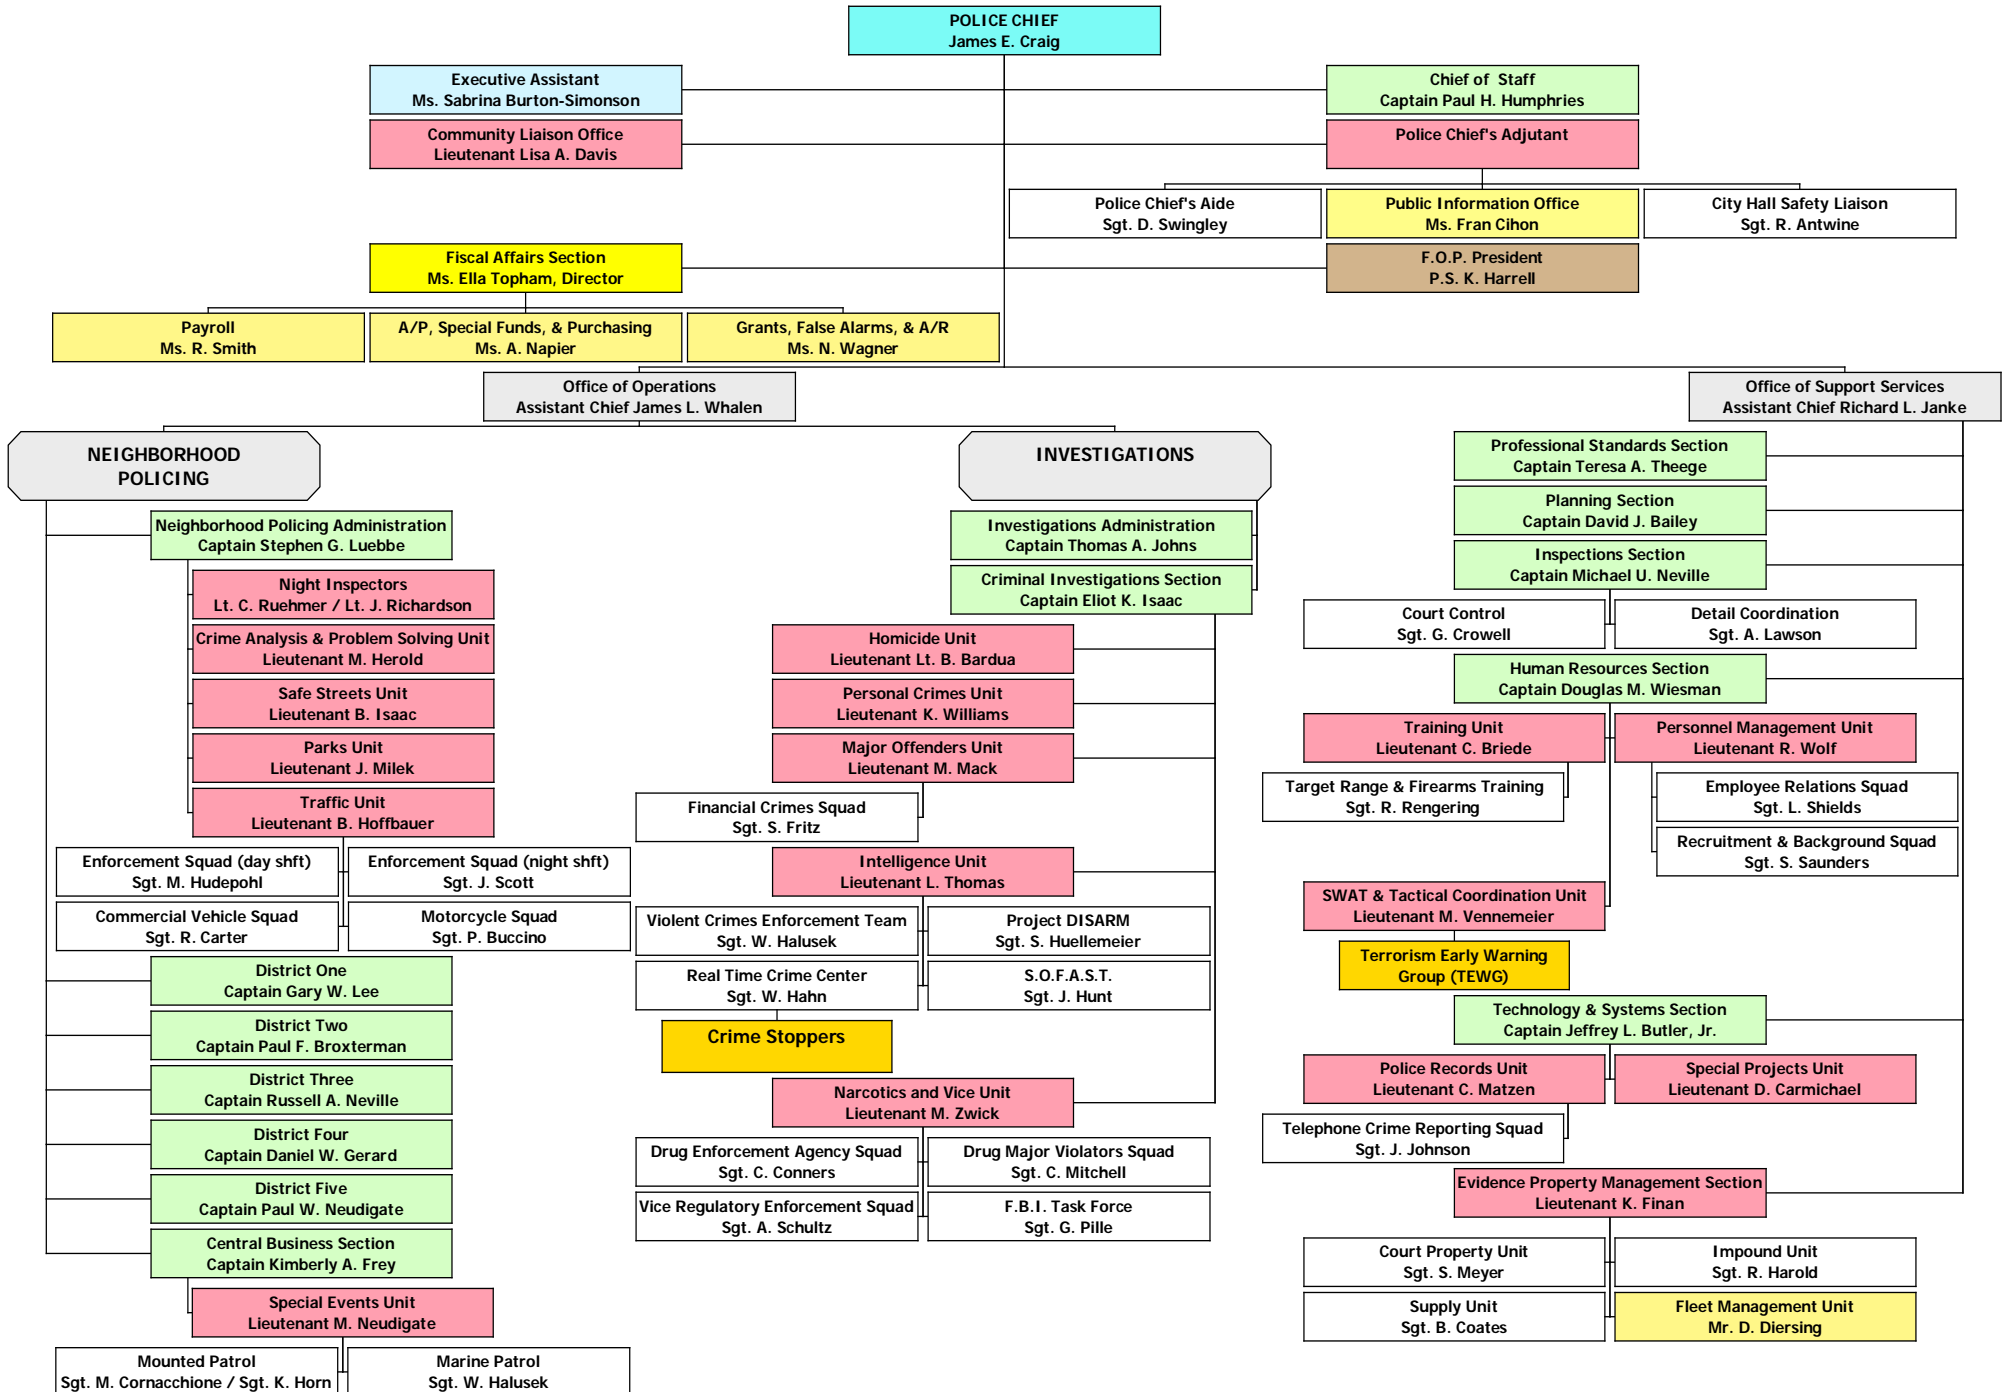 POLICE CHIEF
James E. Craig
Executive Assistant
Ms. Sabrina Burton-Simonson
Chief of Staff
Captain Paul H. Humphries
Community Liaison Office
Lieutenant Lisa A. Davis
Police Chief's Adjutant
Police Chief's Aide
Sgt. D. Swingley
Public Information Office
Ms. Fran Cihon
City Hall Safety Liaison
Sgt. R. Antwine
Fiscal Affairs Section
Ms. Ella Topham, Director
F.O.P. President
P.S. K. Harrell
Payroll
Ms. R. Smith
A/P, Special Funds, & Purchasing
Ms. A. Napier
Grants, False Alarms, & A/R
Ms. N. Wagner
Office of Operations
Assistant Chief James L. Whalen
Office of Support Services
Assistant Chief Richard L. Janke
NEIGHBORHOOD
POLICING
Neighborhood Policing Administration
Captain Stephen G. Luebbe
Night Inspectors
Lt. C. Ruehmer / Lt. J. Richardson
Crime Analysis & Problem Solving Unit
Lieutenant M. Herold
Safe Streets Unit
Lieutenant B. Isaac
Parks Unit
Lieutenant J. Milek
Traffic Unit
Lieutenant B. Hoffbauer
Enforcement Squad (day shft)
Sgt. M. Hudepohl
Enforcement Squad (night shft)
Sgt. J. Scott
Commercial Vehicle Squad
Sgt. R. Carter
Motorcycle Squad
Sgt. P. Buccino
District One
Captain Gary W. Lee
District Two
Captain Paul F. Broxterman
District Three
Captain Russell A. Neville
District Four
Captain Daniel W. Gerard
District Five
Captain Paul W. Neudigate
Central Business Section
Captain Kimberly A. Frey
Special Events Unit
Lieutenant M. Neudigate
Mounted Patrol
Sgt. M. Cornacchione / Sgt. K. Horn
Marine Patrol
Sgt. W. Halusek
INVESTIGATIONS
Investigations Administration
Captain Thomas A. Johns
Criminal Investigations Section
Captain Eliot K. Isaac
Homicide Unit
Lieutenant Lt. B. Bardua
Personal Crimes Unit
Lieutenant K. Williams
Major Offenders Unit
Lieutenant M. Mack
Financial Crimes Squad
Sgt. S. Fritz
Intelligence Unit
Lieutenant L. Thomas
Violent Crimes Enforcement Team
Sgt. W. Halusek
Project DISARM
Sgt. S. Huellemeier
Real Time Crime Center
Sgt. W. Hahn
S.O.F.A.S.T.
Sgt. J. Hunt
Crime Stoppers
Narcotics and Vice Unit
Lieutenant M. Zwick
Drug Enforcement Agency Squad
Sgt. C. Conners
Drug Major Violators Squad
Sgt. C. Mitchell
Vice Regulatory Enforcement Squad
Sgt. A. Schultz
F.B.I. Task Force
Sgt. G. Pille
Professional Standards Section
Captain Teresa A. Theege
Planning Section
Captain David J. Bailey
Inspections Section
Captain Michael U. Neville
Court Control
Sgt. G. Crowell
Detail Coordination
Sgt. A. Lawson
Human Resources Section
Captain Douglas M. Wiesman
Training Unit
Lieutenant C. Briede
Personnel Management Unit
Lieutenant R. Wolf
Target Range & Firearms Training
Sgt. R. Rengering
Employee Relations Squad
Sgt. L. Shields
Recruitment & Background Squad
Sgt. S. Saunders
SWAT & Tactical Coordination Unit
Lieutenant M. Vennemeier
Terrorism Early Warning
Group (TEWG)
Technology & Systems Section
Captain Jeffrey L. Butler, Jr.
Police Records Unit
Lieutenant C. Matzen
Special Projects Unit
Lieutenant D. Carmichael
Telephone Crime Reporting Squad
Sgt. J. Johnson
Evidence Property Management Section
Lieutenant K. Finan
Court Property Unit
Sgt. S. Meyer
Impound Unit
Sgt. R. Harold
Supply Unit
Sgt. B. Coates
Fleet Management Unit
Mr. D. Diersing